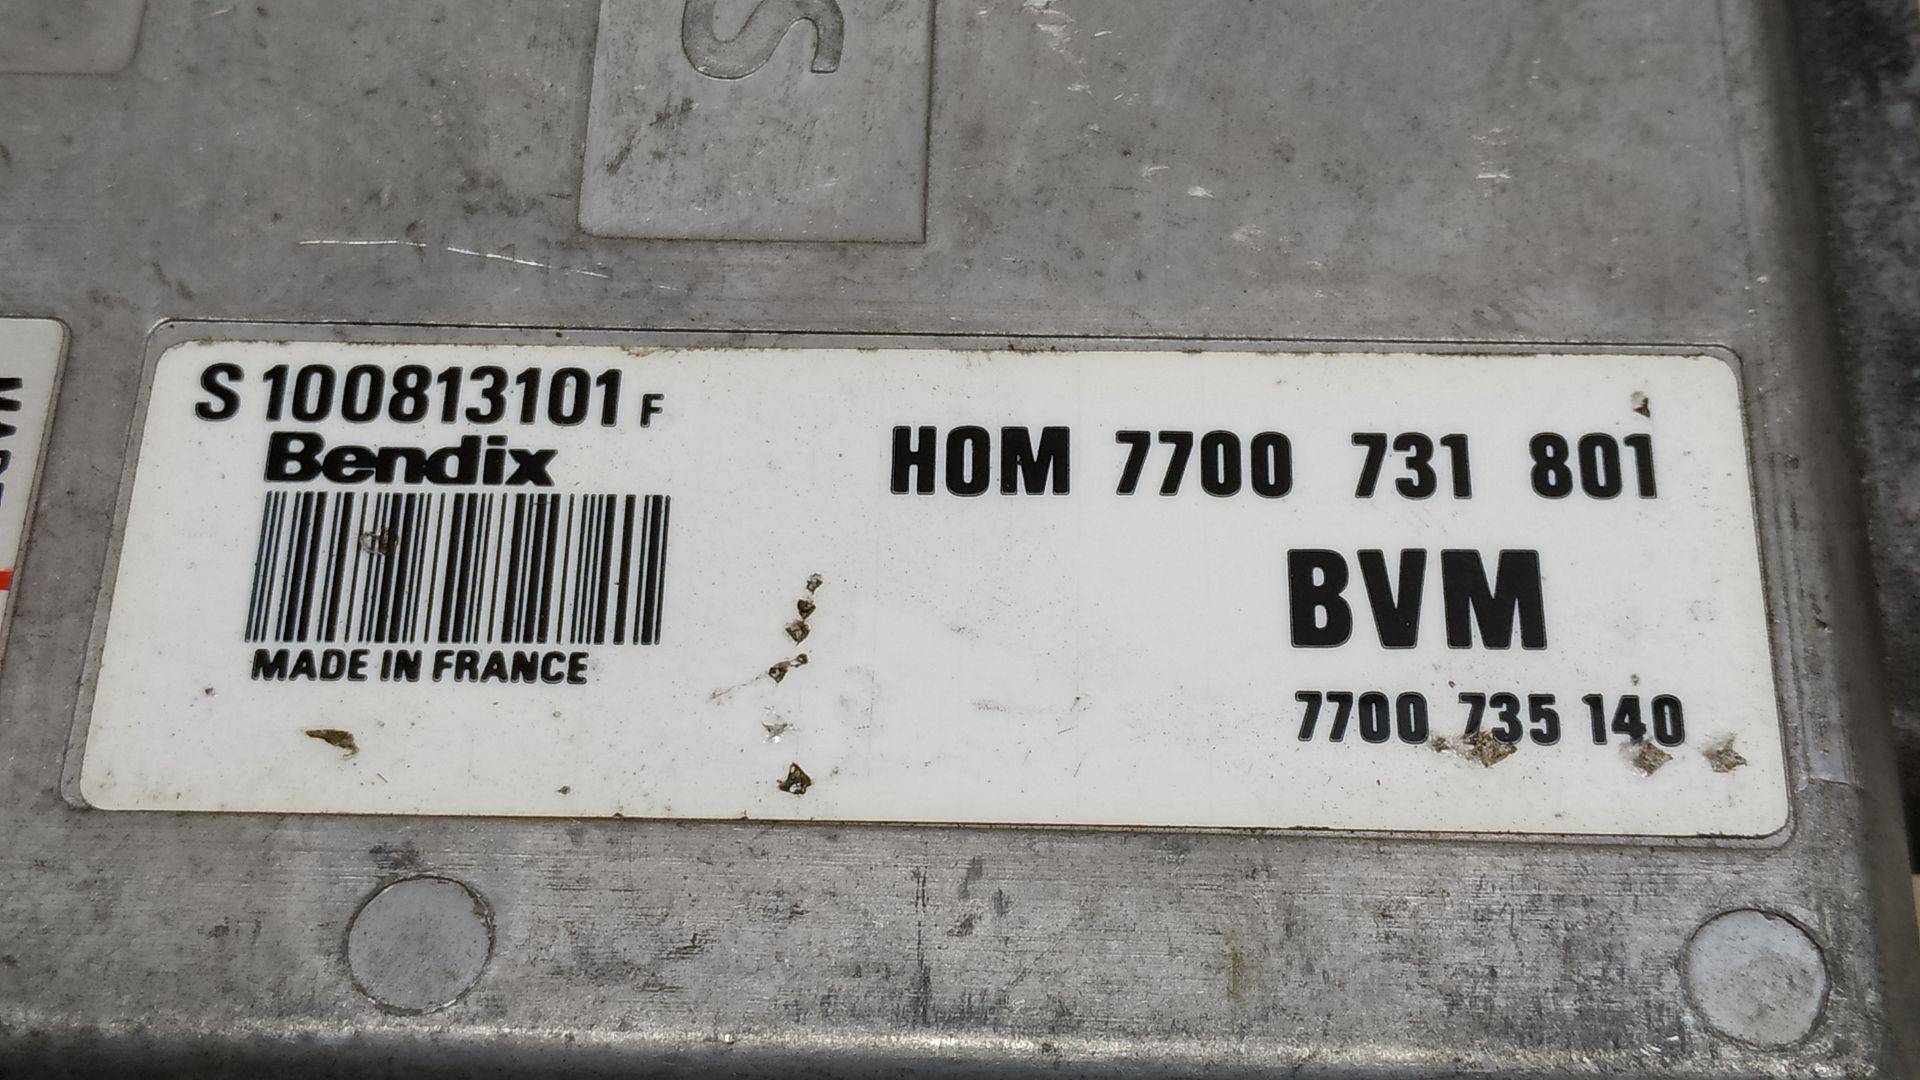 S
S 100813101 F
Bendix
MADE IN FRANCE
HOM 7700 731 801
BVM
7700 735 140